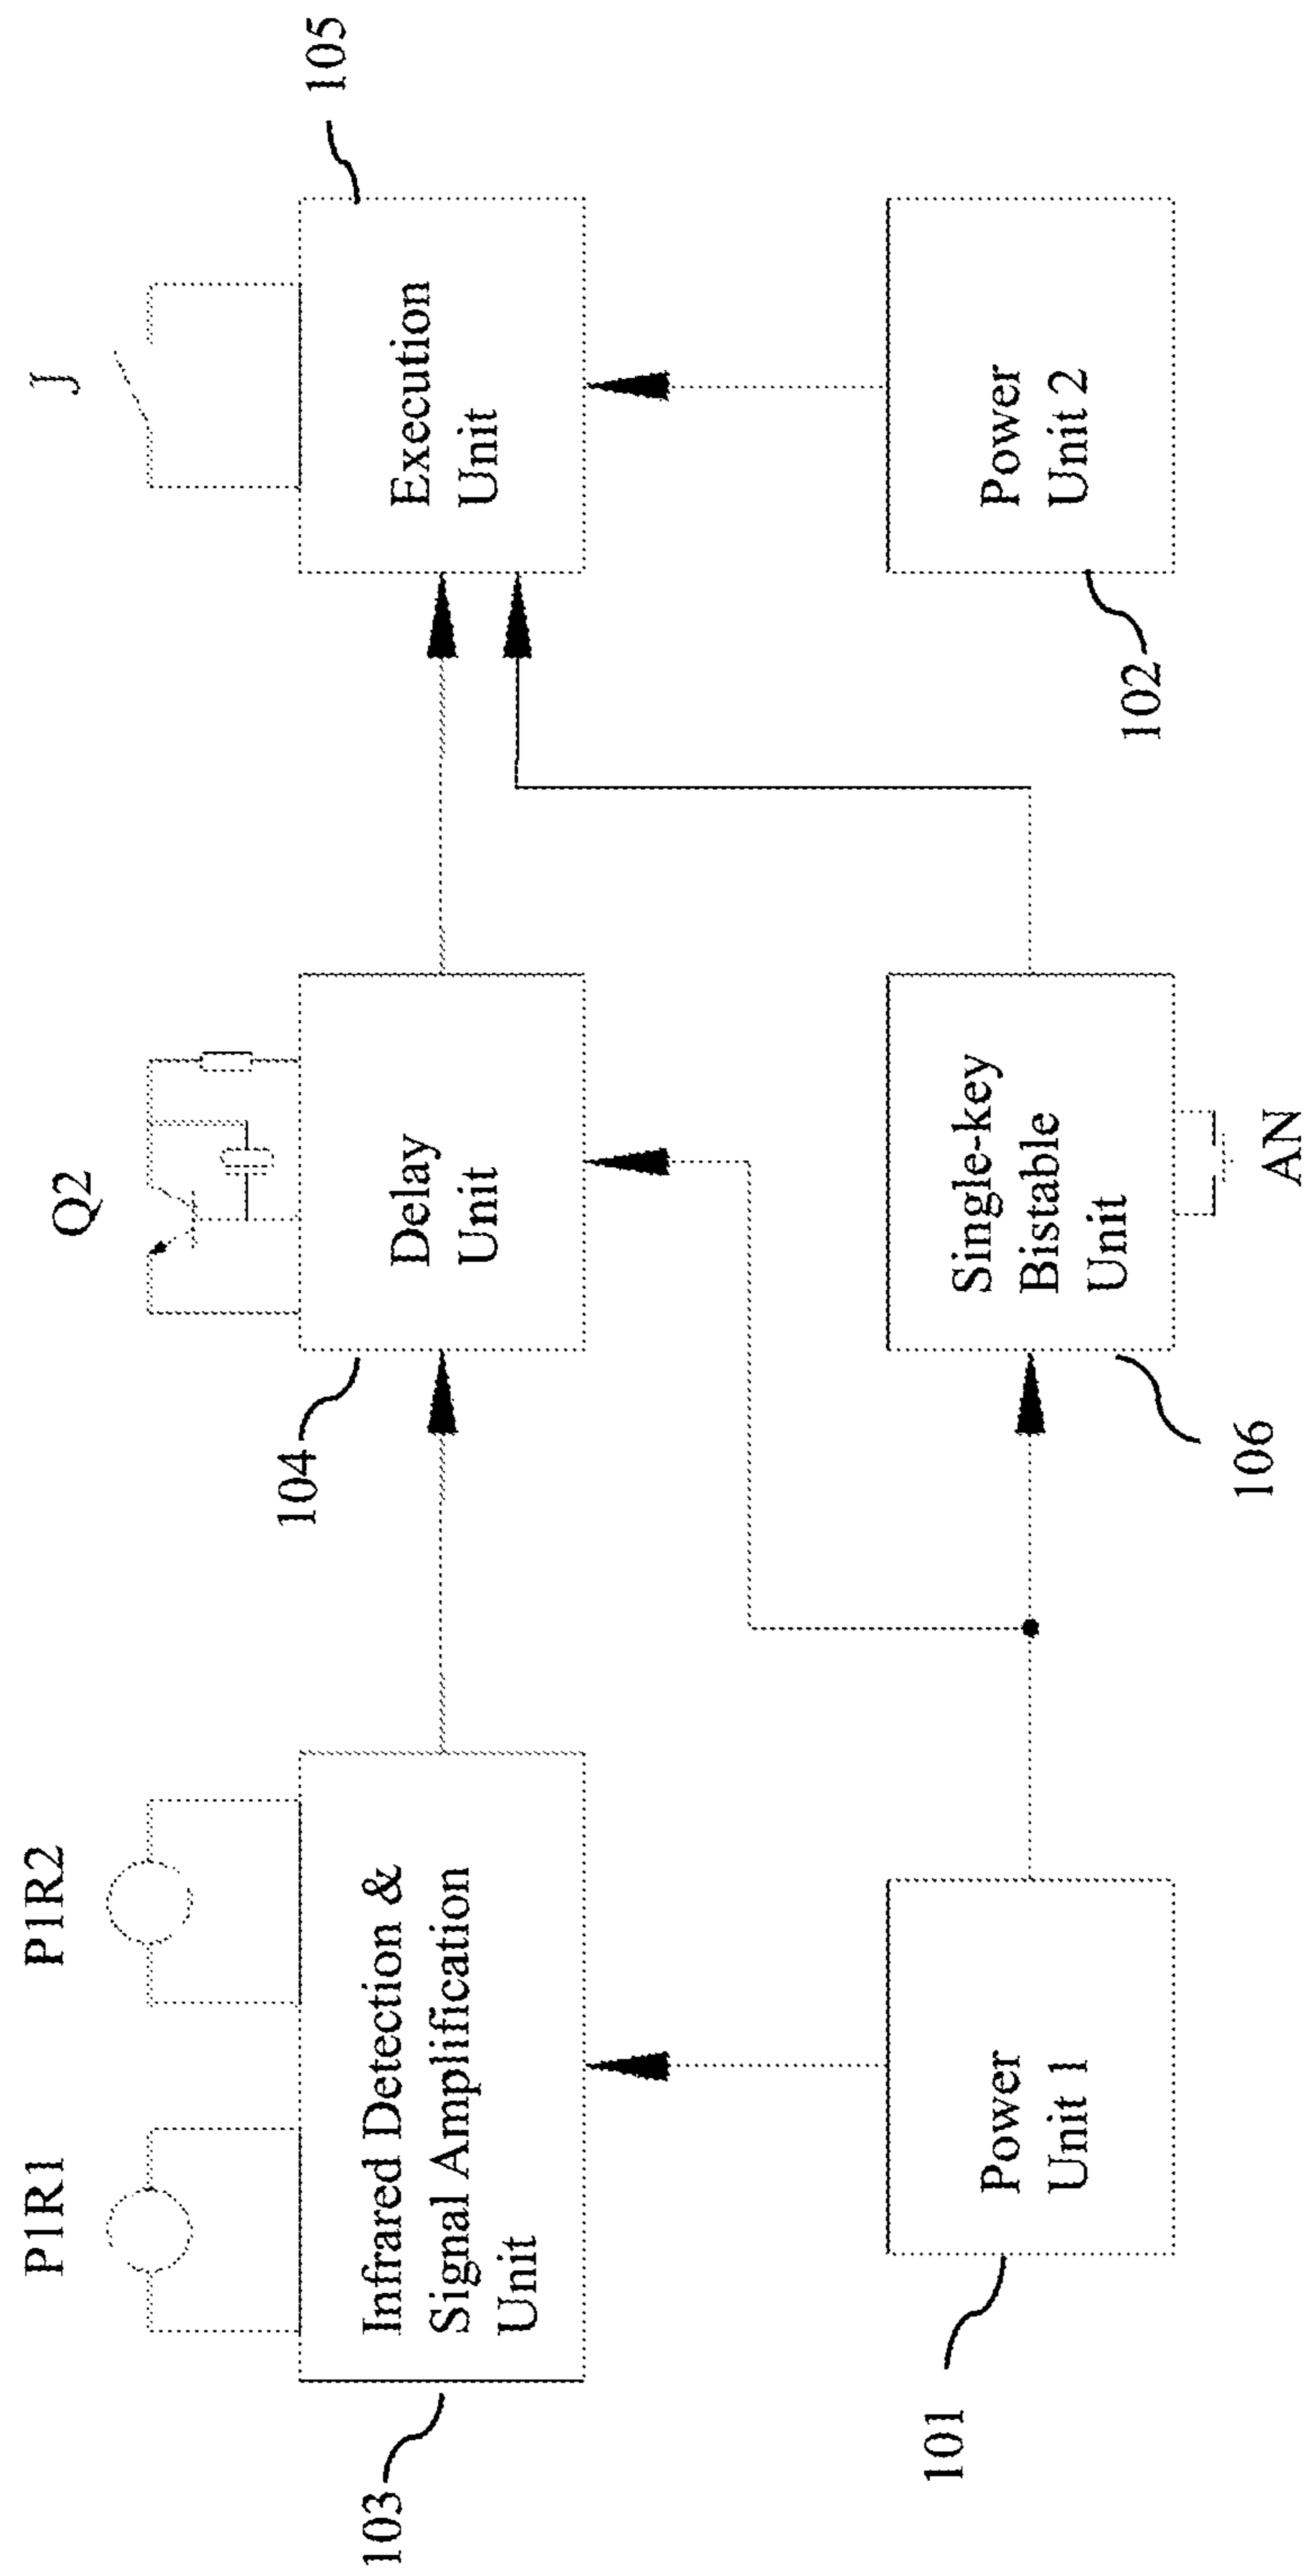 P1R1
P1R2
Q2
J
103
Infrared Detection &
Signal Amplification
Unit
104
Delay
Unit
105
Execution
Unit
101
Power
Unit 1
106
Single-key
Bistable
Unit
AN
102
Power
Unit 2